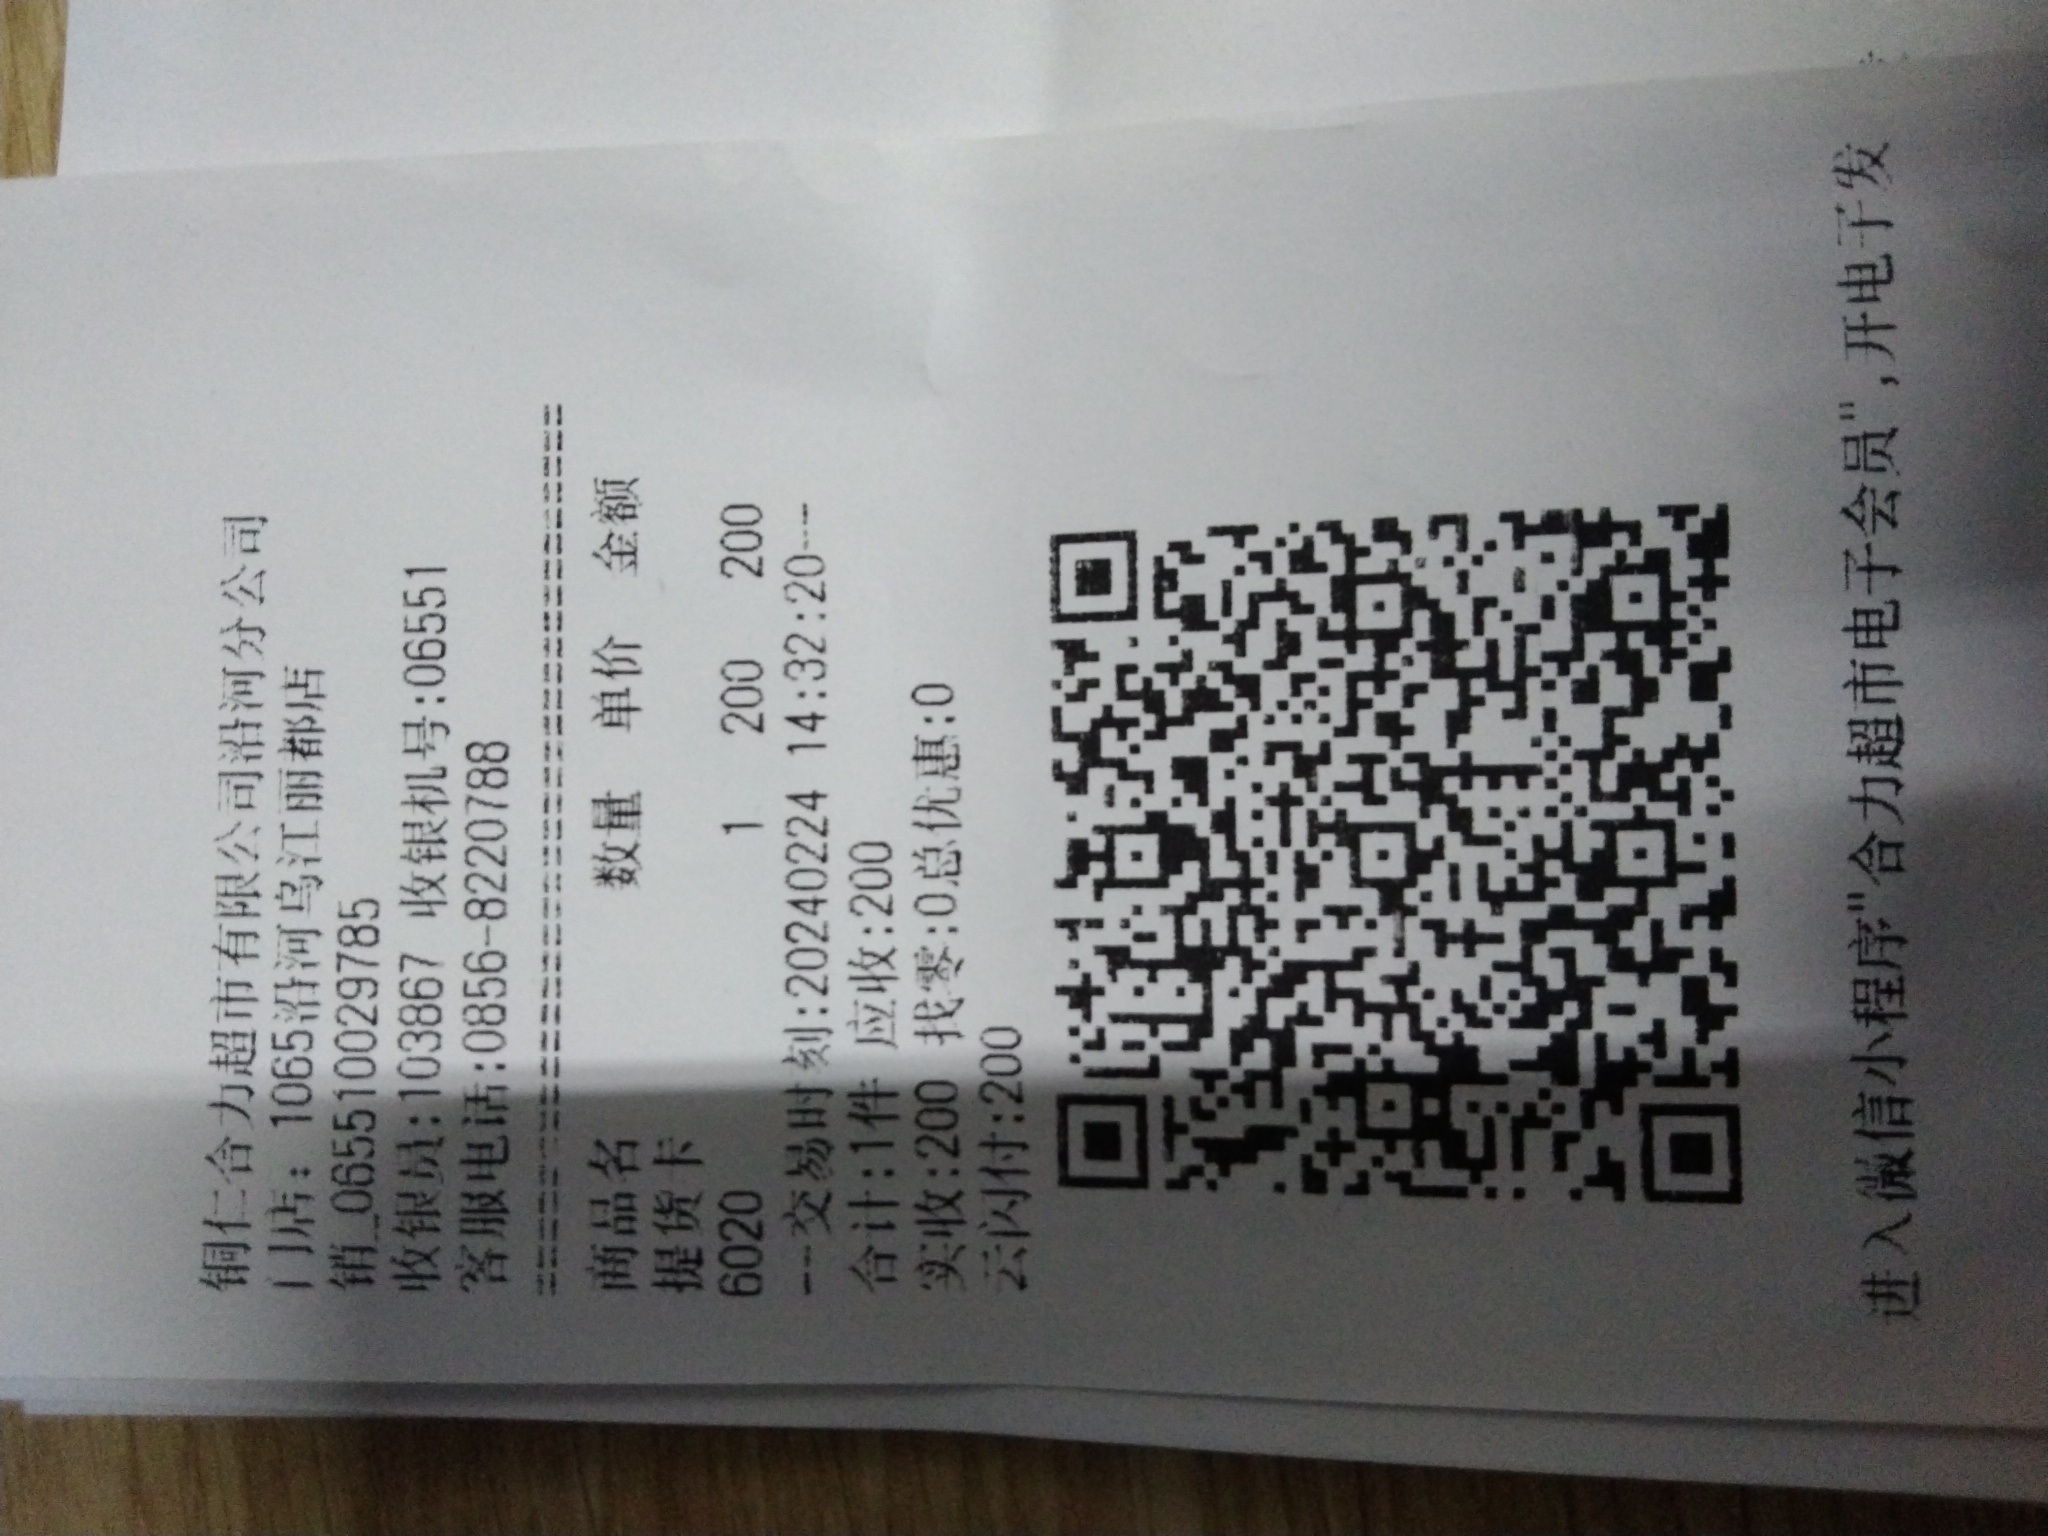 铜仁合力超市有限公司沿河分公司
门店: 1065沿河乌江丽都店
销_065510029785
收银员:103867 收银机号:06551
客服电话:0856-8220788
================================
商品名 数量 单价 金额
提货卡
6020 1 200 200
---交易时刻:20240224 14:32:20---
合计:1件 应收:200
实收:200 找零:0总优惠:0
云闪付:200
进入微信小程序"合力超市电子会员",开电子发